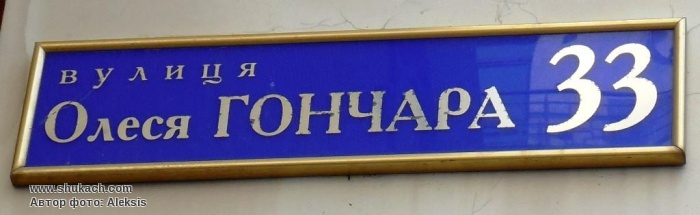 вулиця
Олеся ГОНЧАРА 33
www.shukach.com
Автор фото: Aleksis